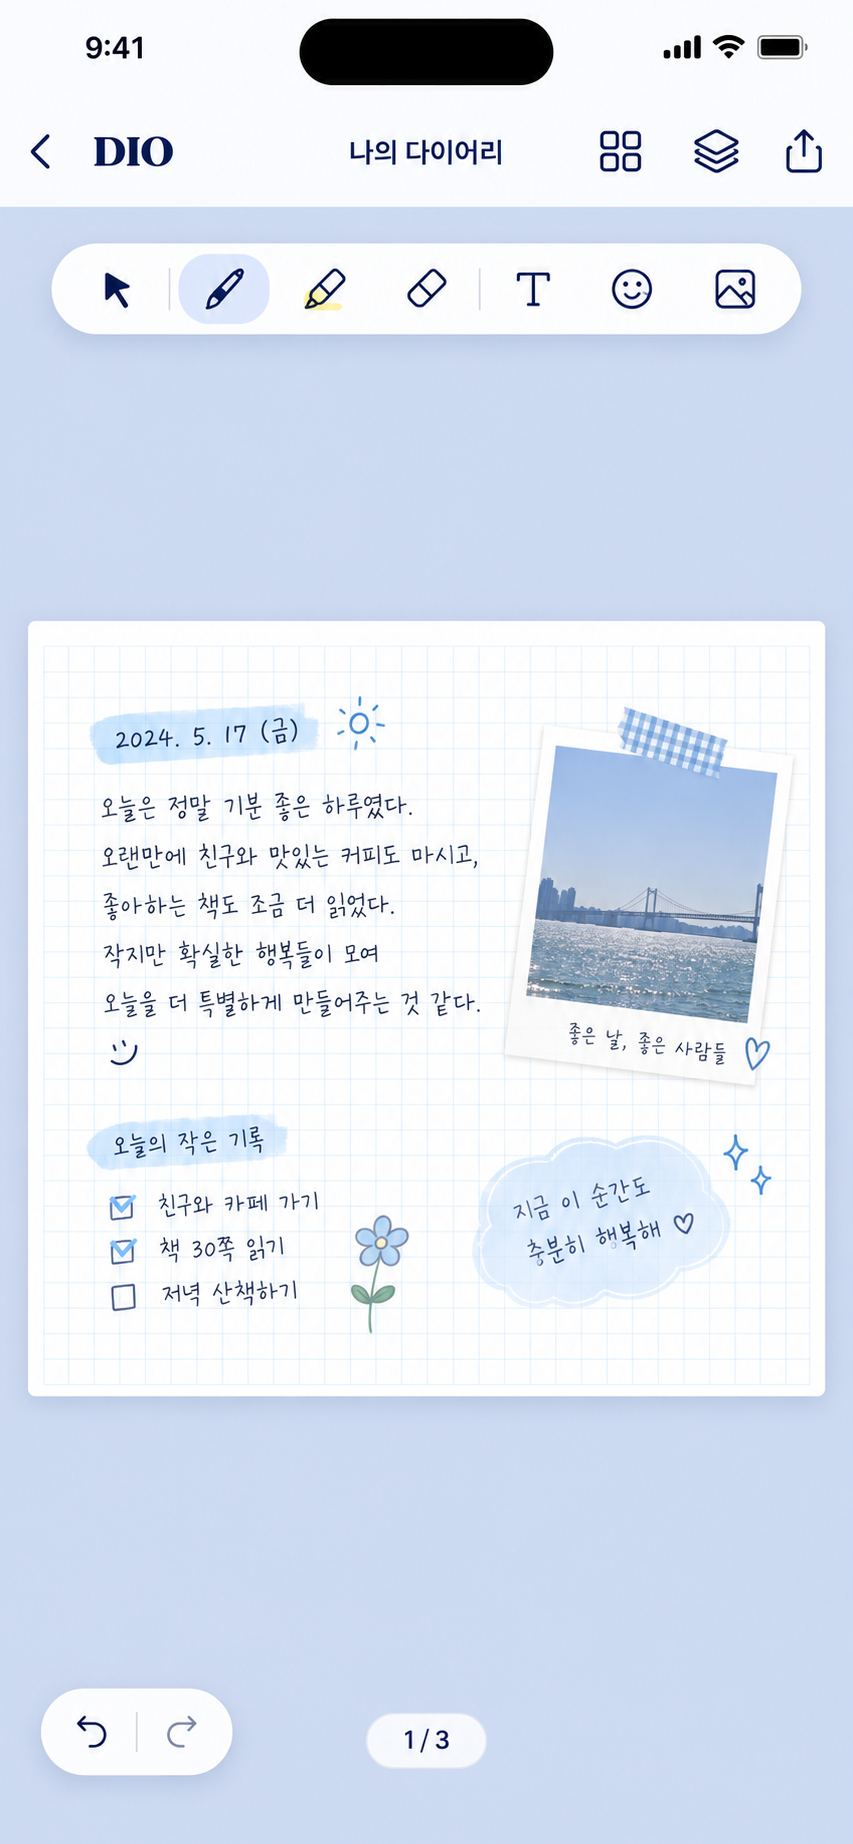 9:41
DIO
나의 다이어리
T
2024. 5. 17 (금)
오늘은 정말 기분 좋은 하루였다.
오랜만에 친구와 맛있는 커피도 마시고,
좋아하는 책도 조금 더 읽었다.
작지만 확실한 행복들이 모여
오늘을 더 특별하게 만들어주는 것 같다.
좋은 날, 좋은 사람들
오늘의 작은 기록
친구와 카페 가기
책 30쪽 읽기
저녁 산책하기
지금 이 순간도
충분히 행복해 ♡
1 / 3